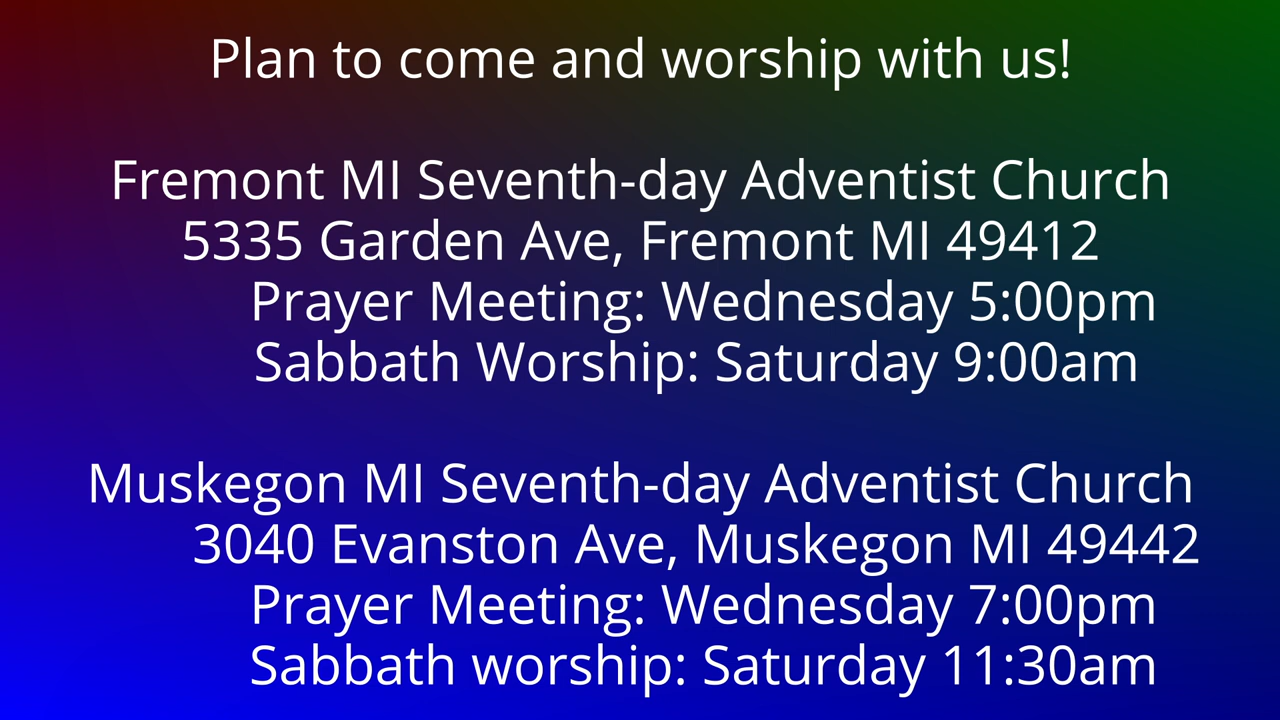 Plan to come and worship with us!
Fremont MI Seventh-day Adventist Church
5335 Garden Ave, Fremont MI 49412
Prayer Meeting: Wednesday 5:00pm
Sabbath Worship: Saturday 9:00am
Muskegon MI Seventh-day Adventist Church
3040 Evanston Ave, Muskegon MI 49442
Prayer Meeting: Wednesday 7:00pm
Sabbath worship: Saturday 11:30am